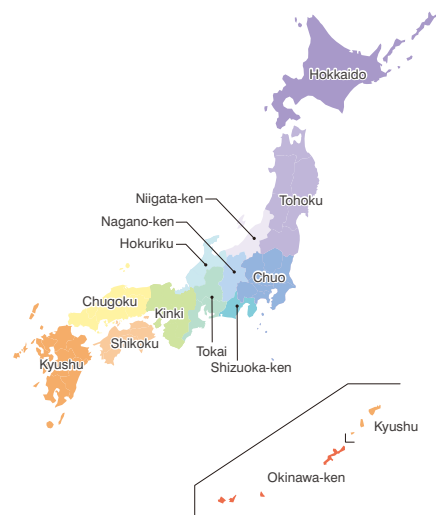 Hokkaido
Niigata-ken
Tohoku
Nagano-ken
Hokuriku
Chuo
Chugoku
Kinki
Shikoku
Tokai
Kyushu
Shizuoka-ken
Kyushu
Okinawa-ken